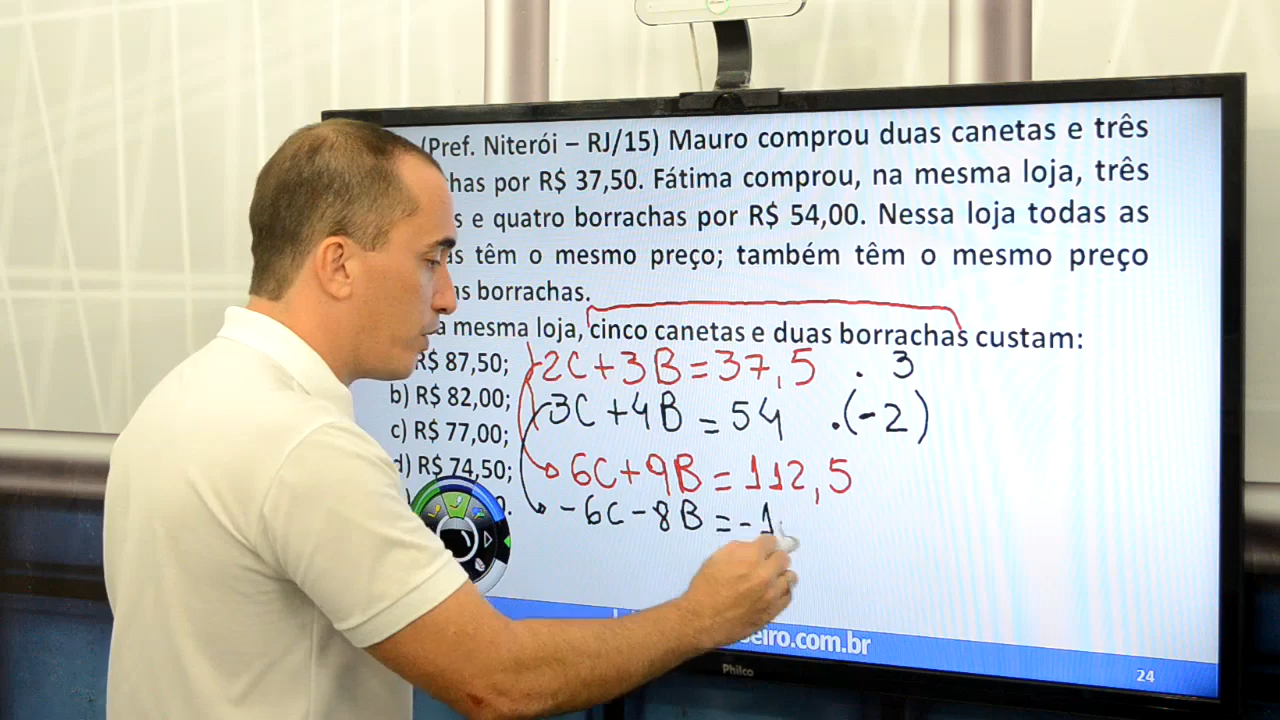 (Pref. Niterói – RJ/15) Mauro comprou duas canetas e três
has por R$ 37,50. Fátima comprou, na mesma loja, três
s e quatro borrachas por R$ 54,00. Nessa loja todas as
as têm o mesmo preço; também têm o mesmo preço
as borrachas.
a mesma loja, cinco canetas e duas borrachas custam:
R$ 87,50;
b) R$ 82,00;
c) R$ 77,00;
d) R$ 74,50;
2C+3B=37,5 . 3
3C+4B=54 .(-2)
6C+9B=112,5
-6C-8B=-1
eiro.com.br
Philco
24